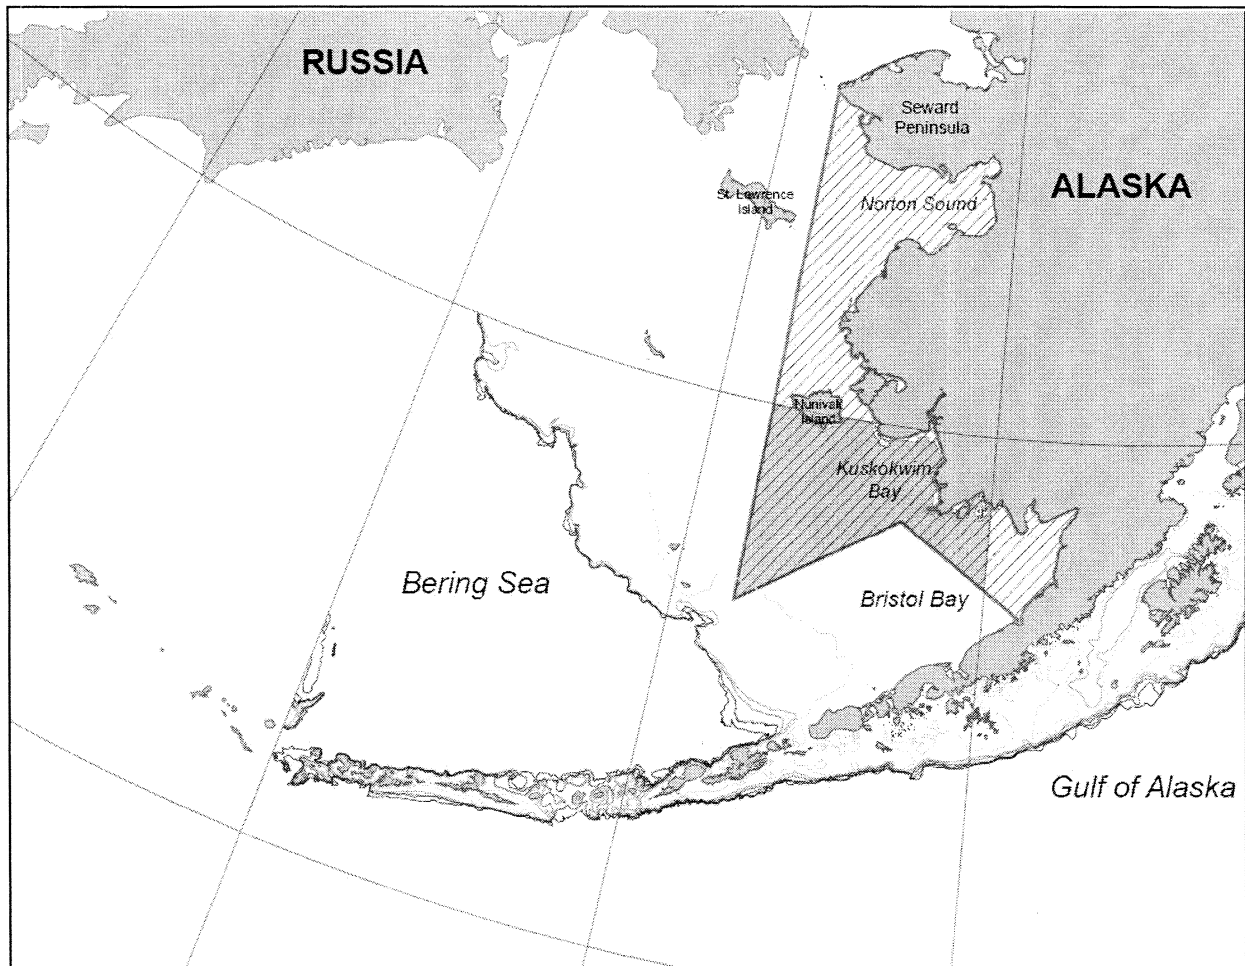 RUSSIA
Seward
Peninsula
ALASKA
St. Lawrence
Island
Norton Sound
Nunivak
Island
Kuskokwim
Bay
Bering Sea
Bristol Bay
Gulf of Alaska